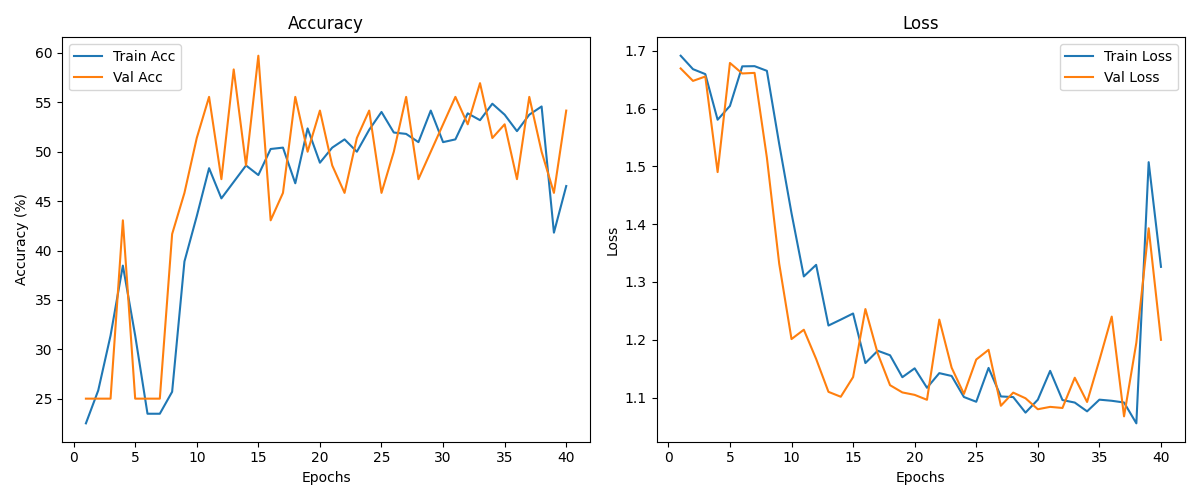 Accuracy
Train Acc
Val Acc
Accuracy (%)
60
55
50
45
40
35
30
25
0 5 10 15 20 25 30 35 40
Epochs
Loss
Train Loss
Val Loss
Loss
1.7
1.6
1.5
1.4
1.3
1.2
1.1
0 5 10 15 20 25 30 35 40
Epochs